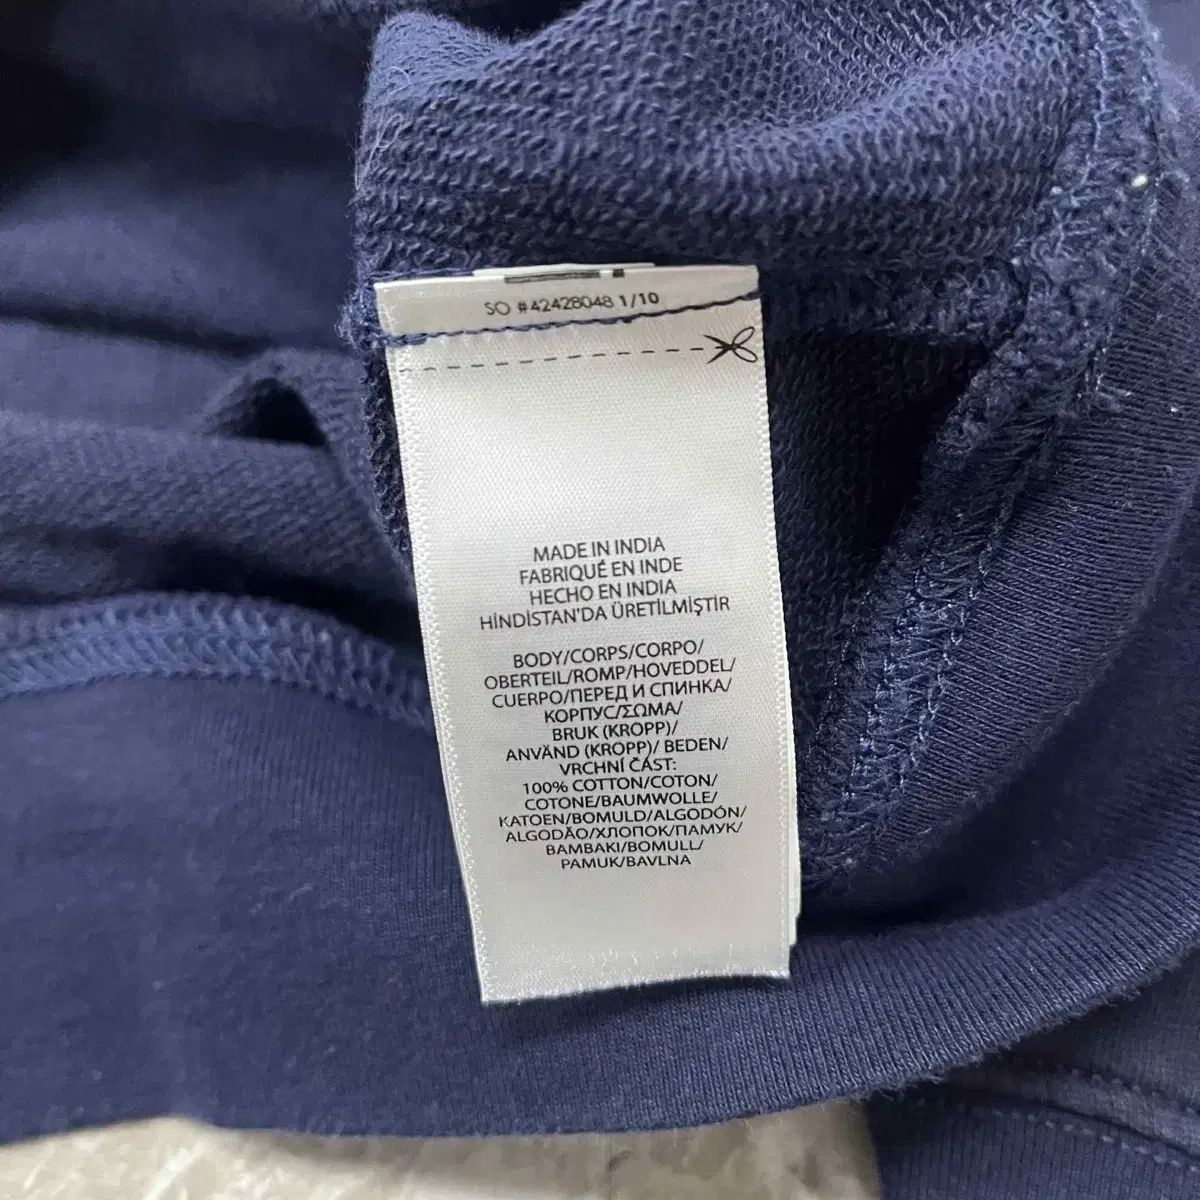 SO #42428048 1/10
MADE IN INDIA
FABRIQUÉ EN INDE
HECHO EN INDIA
HİNDİSTAN'DA ÜRETİLMİŞTİR
BODY/CORPS/CORPO/
OBERTEIL/ROMP/HOVEDDEL/
CUERPO/ПЕРЕД И СПИНКА/
КОРПУС/ΣΩΜΑ/
BRUK (KROPP)/
ANVÄND (KROPP)/ BEDEN/
VRCHNÍ ČÁST:
100% COTTON/COTON/
COTONE/BAUMWOLLE/
KATOEN/BOMULD/ALGODÓN/
ALGODÃO/ХЛОПОК/ПАМУК/
BAMBAKI/BOMULL/
PAMUK/BAVLNA